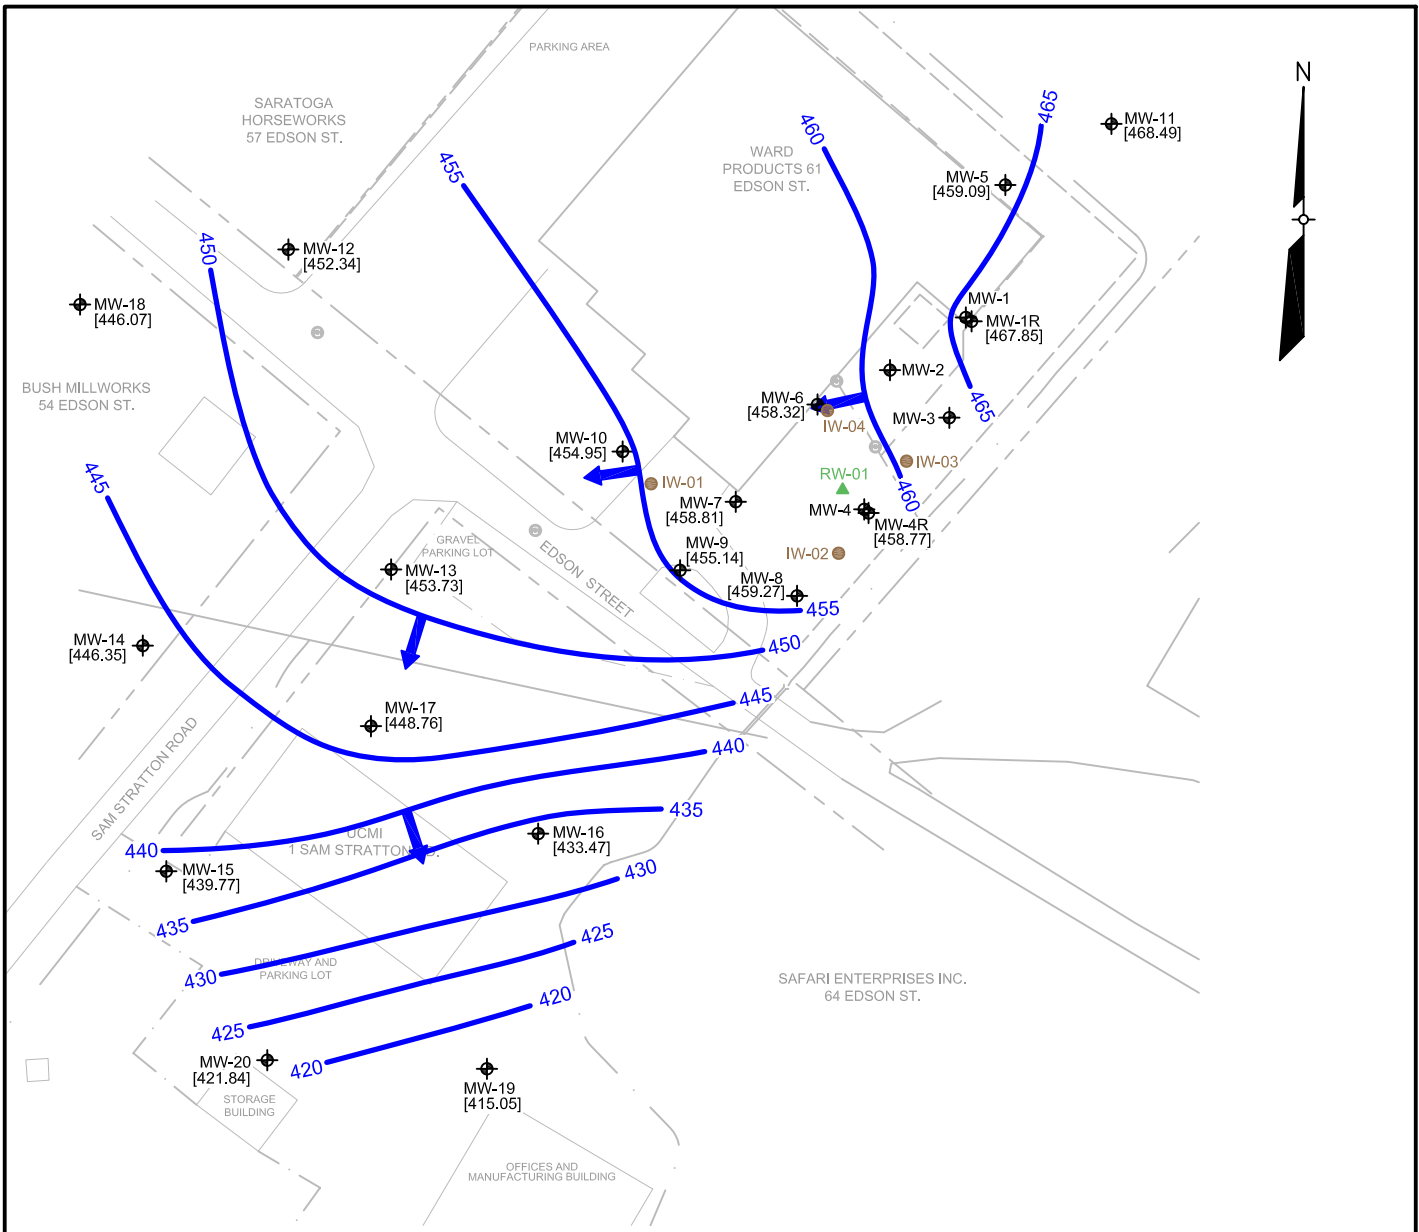 PARKING AREA
N
SARATOGA
HORSEWORKS
57 EDSON ST.
465
MW-11
[468.49]
460
WARD
PRODUCTS 61
EDSON ST.
455
MW-5
[459.09]
450
MW-12
[452.34]
MW-18
[446.07]
MW-1
MW-1R
[467.85]
BUSH MILLWORKS
54 EDSON ST.
MW-2
MW-6
[458.32]
IW-04
MW-3
465
MW-10
[454.95]
445
IW-01
IW-03
RW-01
460
MW-7
[458.81]
MW-4
MW-4R
[458.77]
GRAVEL
PARKING LOT
EDSON STREET
MW-9
[455.14]
IW-02
MW-13
[453.73]
MW-8
[459.27]
455
MW-14
[446.35]
450
445
MW-17
[448.76]
440
SAM STRATTON ROAD
435
440
UCMI
1 SAM STRATTON D.
MW-16
[433.47]
MW-15
[439.77]
430
435
425
DRIVEWAY AND
PARKING LOT
430
SAFARI ENTERPRISES INC.
64 EDSON ST.
420
425
MW-20
[421.84]
420
MW-19
[415.05]
STORAGE
BUILDING
OFFICES AND
MANUFACTURING BUILDING